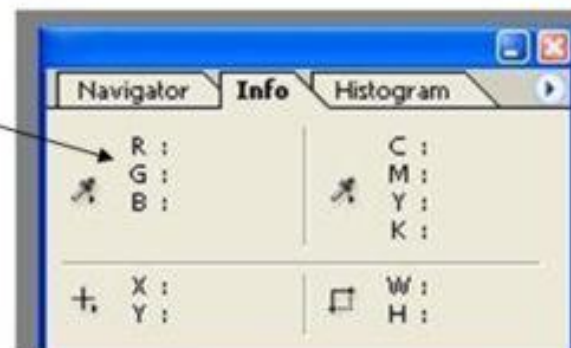 Navigator Info Histogram
R :
G :
B :
C :
M :
Y :
K :
X :
Y :
W :
H :